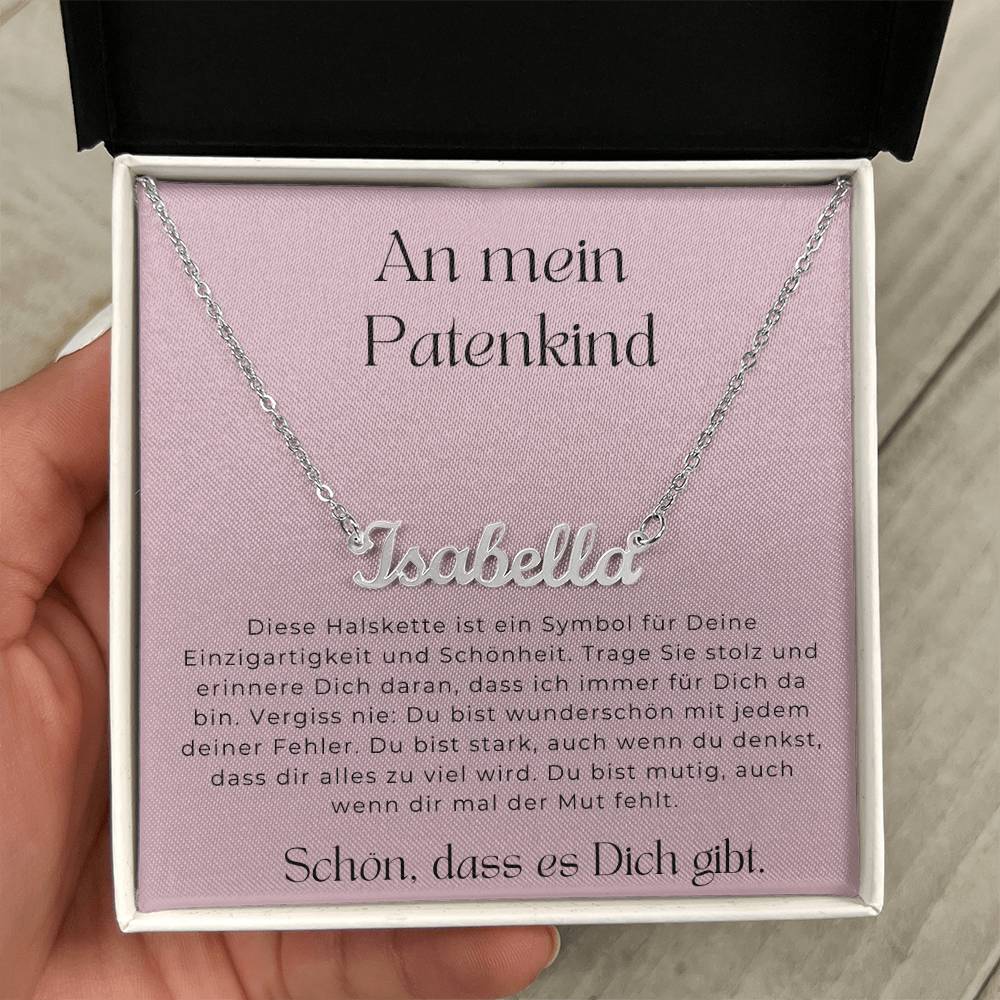 An mein
Patenkind
Isabella
Diese Halskette ist ein Symbol für Deine
Einzigartigkeit und Schönheit. Trage Sie stolz und
erinnere Dich daran, dass ich immer für Dich da
bin. Vergiss nie: Du bist wunderschön mit jedem
deiner Fehler. Du bist stark, auch wenn du denkst,
dass dir alles zu viel wird. Du bist mutig, auch
wenn dir mal der Mut fehlt.
Schön, dass es Dich gibt.